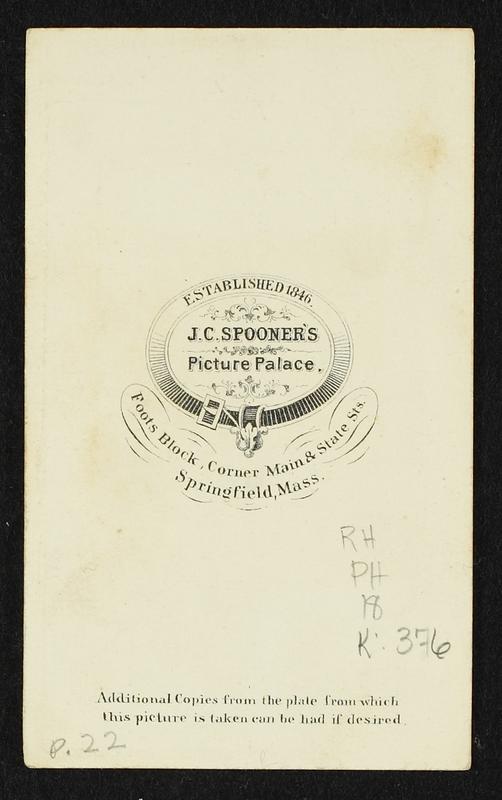 ESTABLISHED 1846.
J.C. SPOONER'S
Picture Palace.
Foots Block, Corner Main & State Sts.
Springfield, Mass.
RH
PH
18
K: 376
Additional Copies from the plate from which
this picture is taken can be had if desired.
p. 22